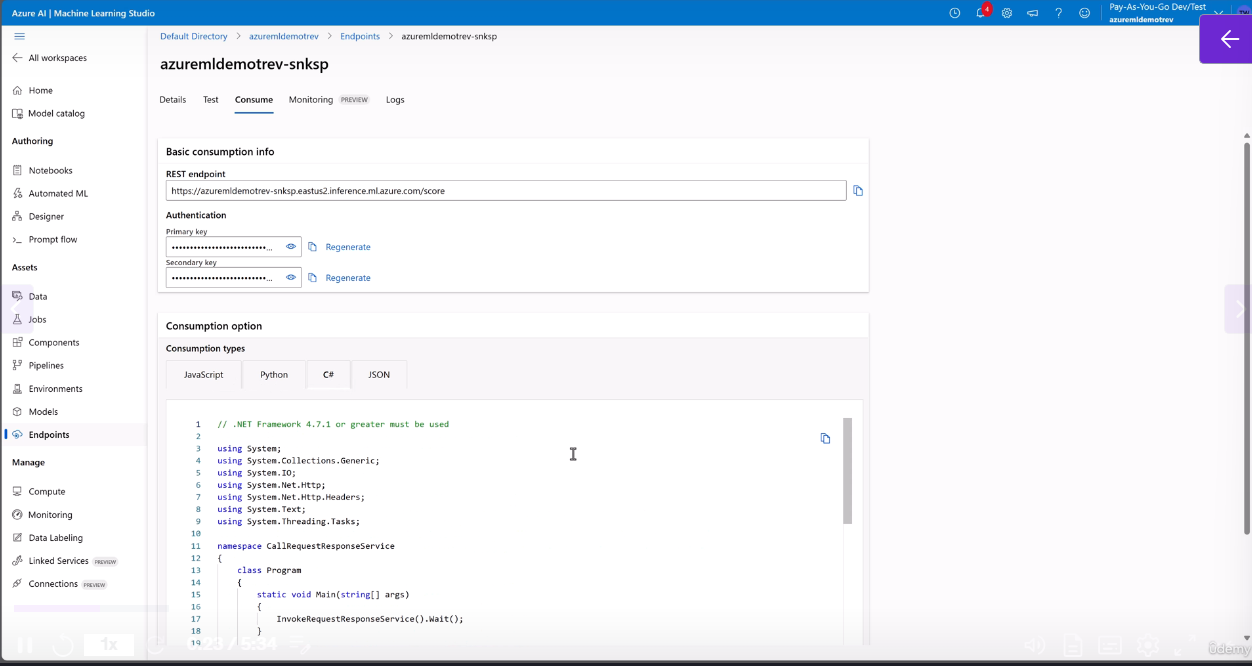 Azure AI | Machine Learning Studio
4
Pay-As-You-Go Dev/Test
azuremldemotrev
Default Directory > azuremldemotrev > Endpoints > azuremldemotrev-snksp
All workspaces
Home
Model catalog
Authoring
Notebooks
Automated ML
Designer
Prompt flow
Assets
Data
Jobs
Components
Pipelines
Environments
Models
Endpoints
Manage
Compute
Monitoring
Data Labeling
Linked Services PREVIEW
Connections PREVIEW
azuremldemotrev-snksp
Details Test Consume Monitoring PREVIEW Logs
Basic consumption info
REST endpoint
https://azuremldemotrev-snksp.eastus2.inference.ml.azure.com/score
Authentication
Primary key
Regenerate
Secondary key
Regenerate
Consumption option
Consumption types
JavaScript Python C# JSON
1 // .NET Framework 4.7.1 or greater must be used
2
3 using System;
4 using System.Collections.Generic;
5 using System.IO;
6 using System.Net.Http;
7 using System.Net.Http.Headers;
8 using System.Text;
9 using System.Threading.Tasks;
10
11 namespace CallRequestResponseService
12 {
13 class Program
14 {
15 static void Main(string[] args)
16 {
17 InvokeRequestResponseService().Wait();
18 }
19
1x
5:34
ûdemy